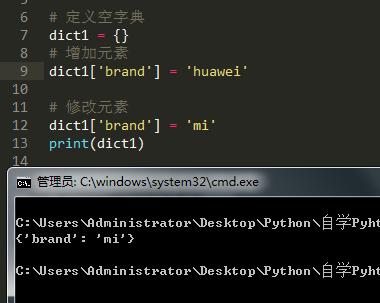 6
7 # 定义空字典
8 dict1 = {}
# 增加元素
9 dict1['brand'] = 'huawei'
10
11 # 修改元素
12 dict1['brand'] = 'mi'
13 print(dict1)
14
管理员: C:\windows\system32\cmd.exe
C:\Users\Administrator\Desktop\Python\自学Pyht
{'brand': 'mi'}
C:\Users\Administrator\Desktop\Python\自学Pyht